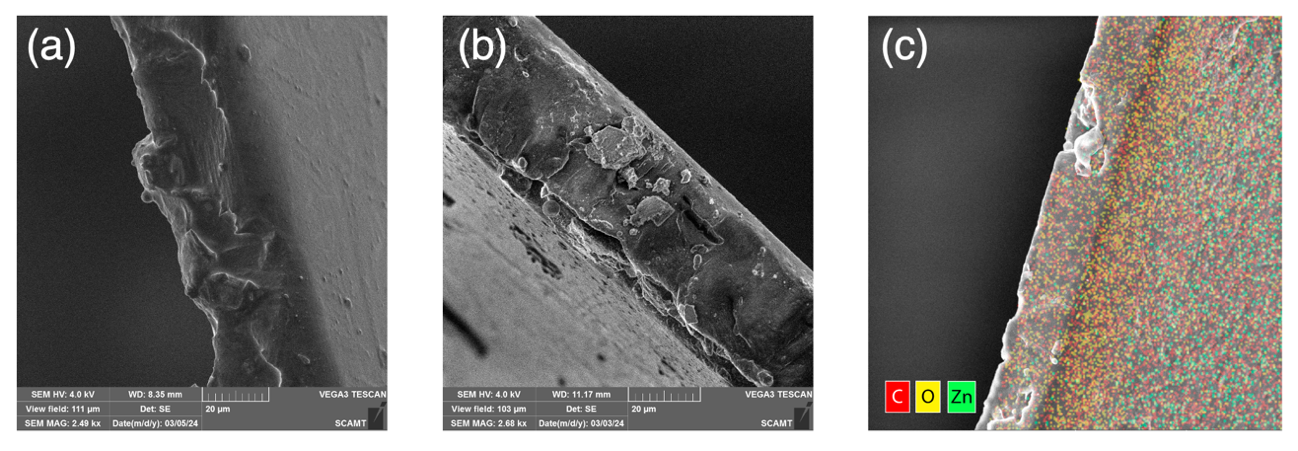 (a)
SEM HV: 4.0 kV WD: 8.35 mm VEGA3 TESCAN
View field: 111 µm Det: SE 20 µm
SEM MAG: 2.49 kx Date(m/d/y): 03/05/24 SCAMT
(b)
SEM HV: 4.0 kV WD: 11.17 mm VEGA3 TESCAN
View field: 103 µm Det: SE 20 µm
SEM MAG: 2.68 kx Date(m/d/y): 03/03/24 SCAMT
(c)
C O Zn